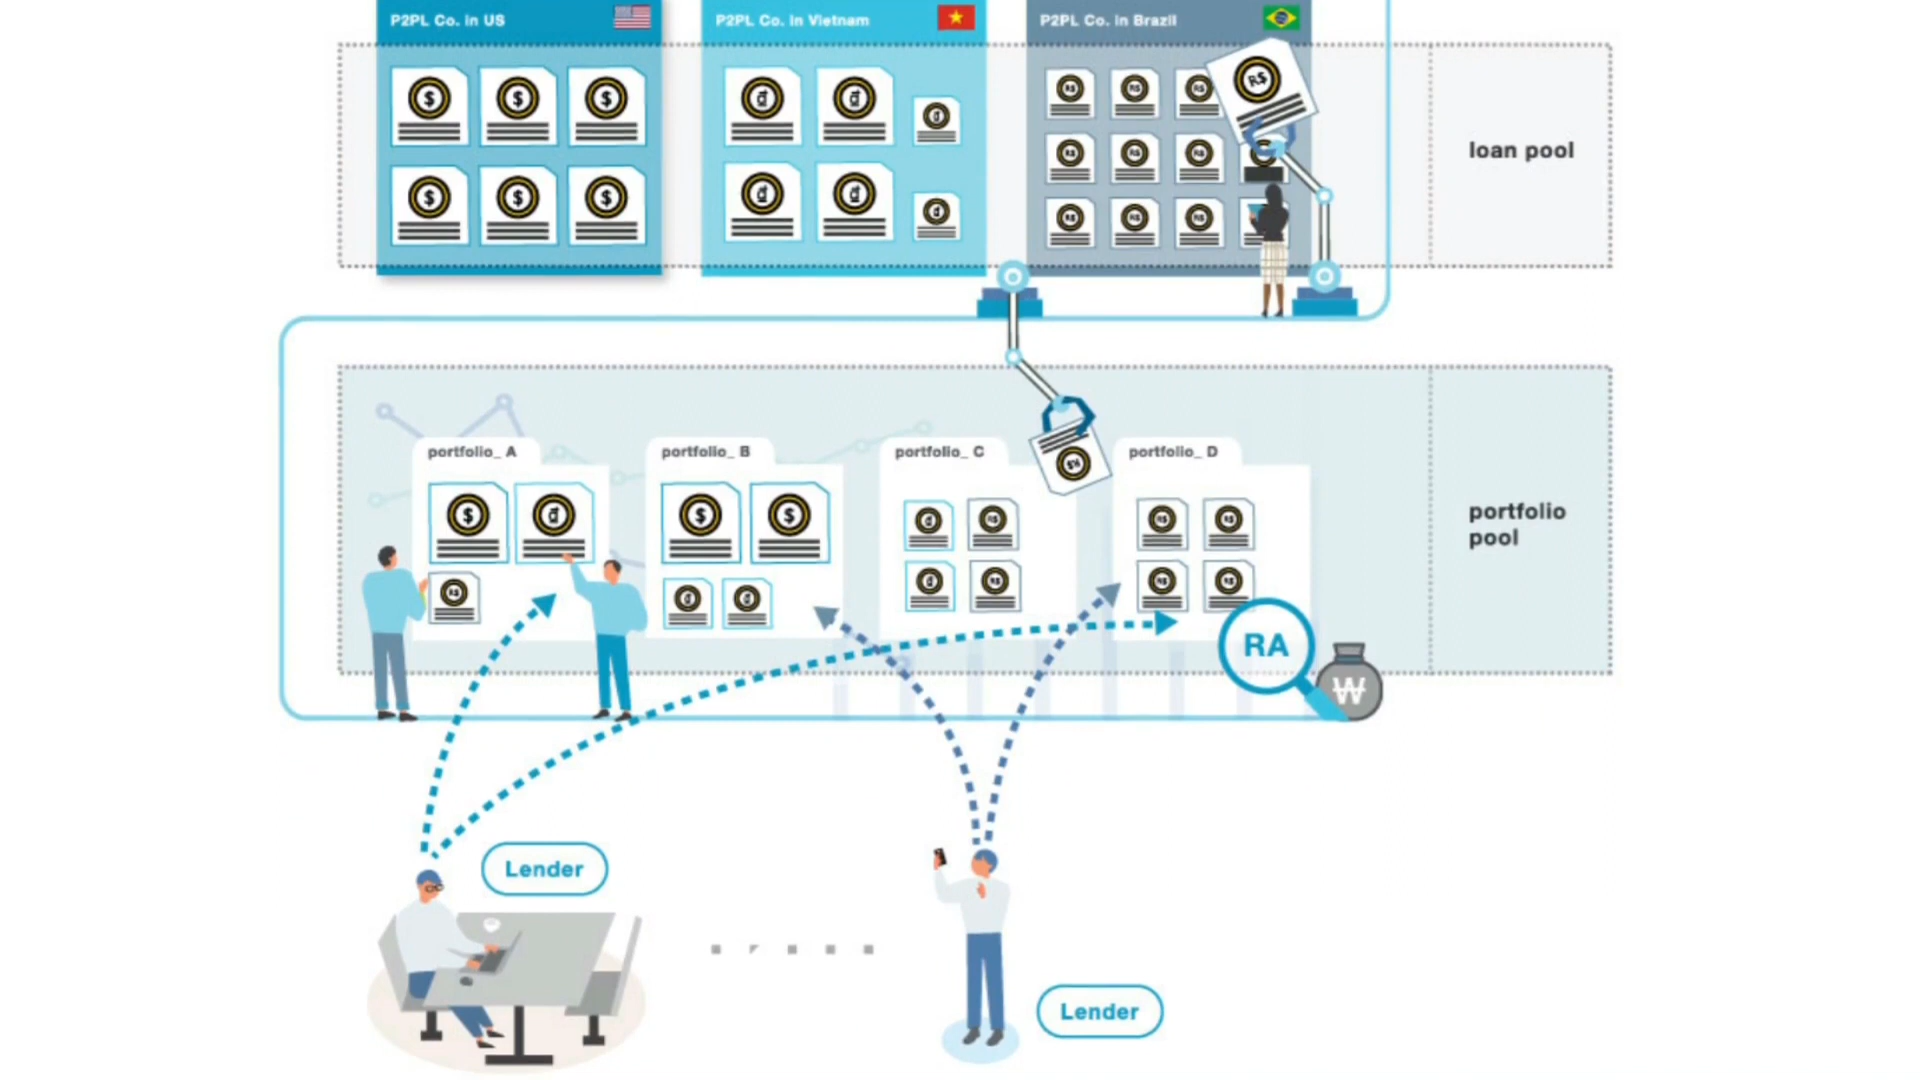 P2PL Co. in US
P2PL Co. in Vietnam
P2PL Co. in Brazil
$ $ $
₫ ₫ ₫
R$ R$ R$ R$
$ $ $
₫ ₫ ₫
R$ R$ R$
R$ R$ R$
loan pool
portfolio_ A
portfolio_ B
portfolio_ C
portfolio_ D
$ ₫
$ $
₫ R$
R$ R$
R$
₫ ₫
₫ R$
R$ R$
portfolio
pool
RA
₩
Lender
Lender